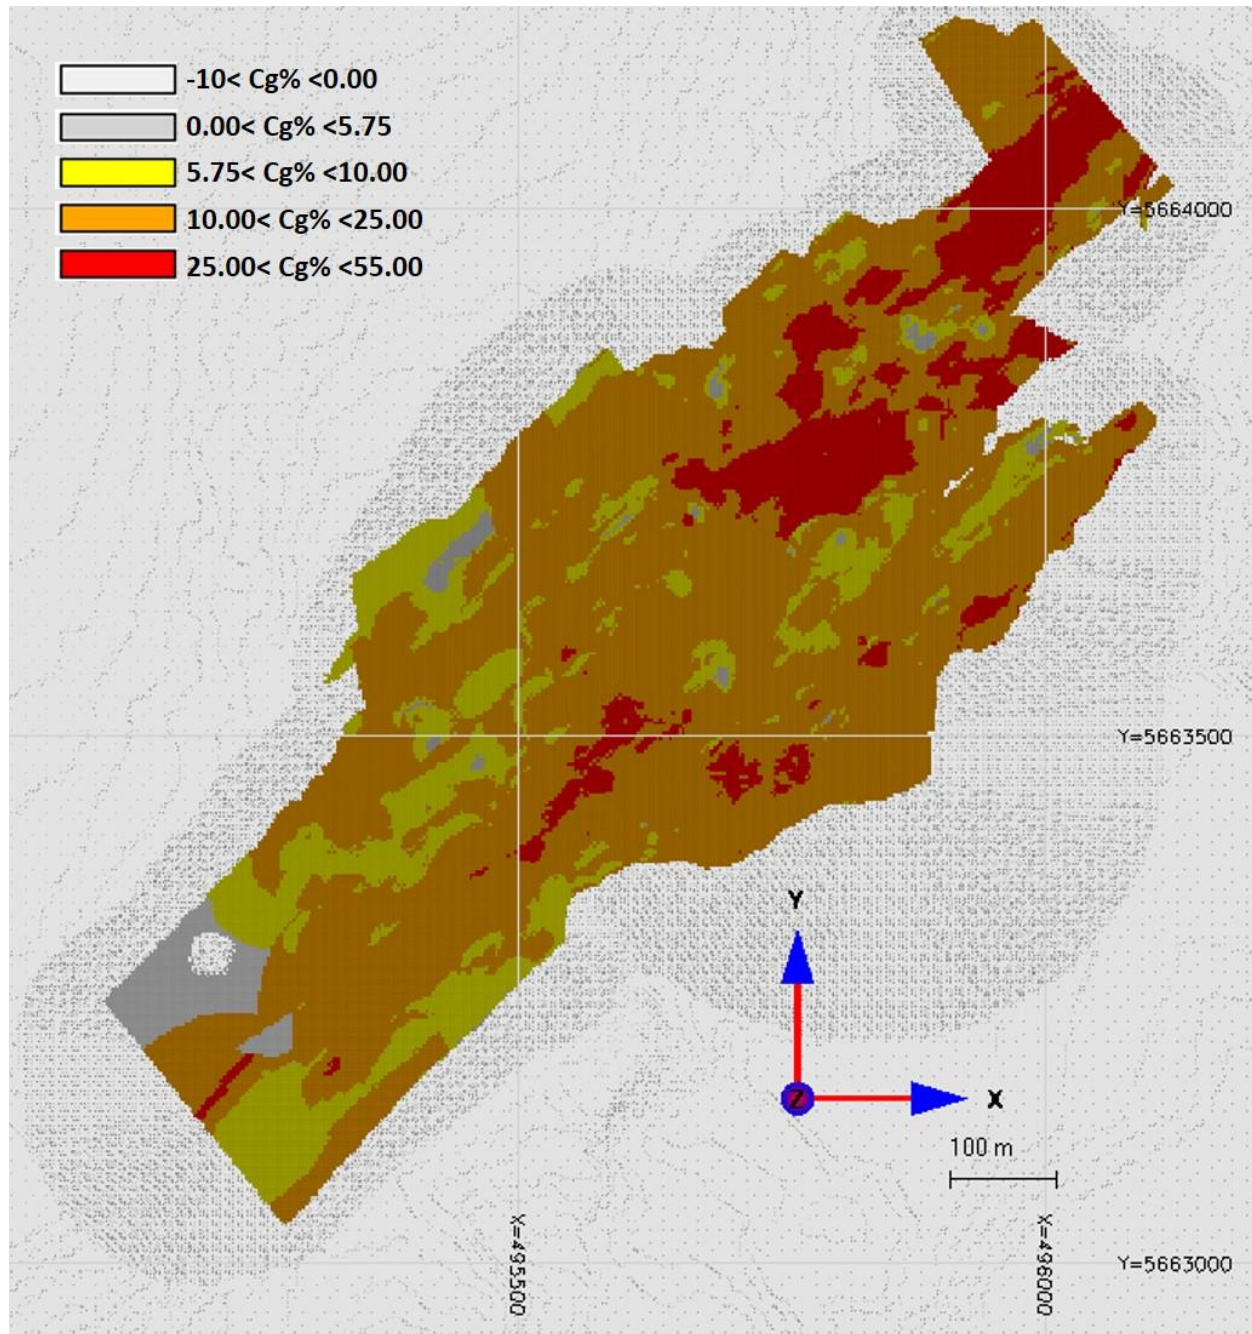 -10< Cg% <0.00
0.00< Cg% <5.75
5.75< Cg% <10.00
10.00< Cg% <25.00
25.00< Cg% <55.00
Y=5664000
Y=5663500
Y
Z
X
100 m
X=495500
X=496000
Y=5663000